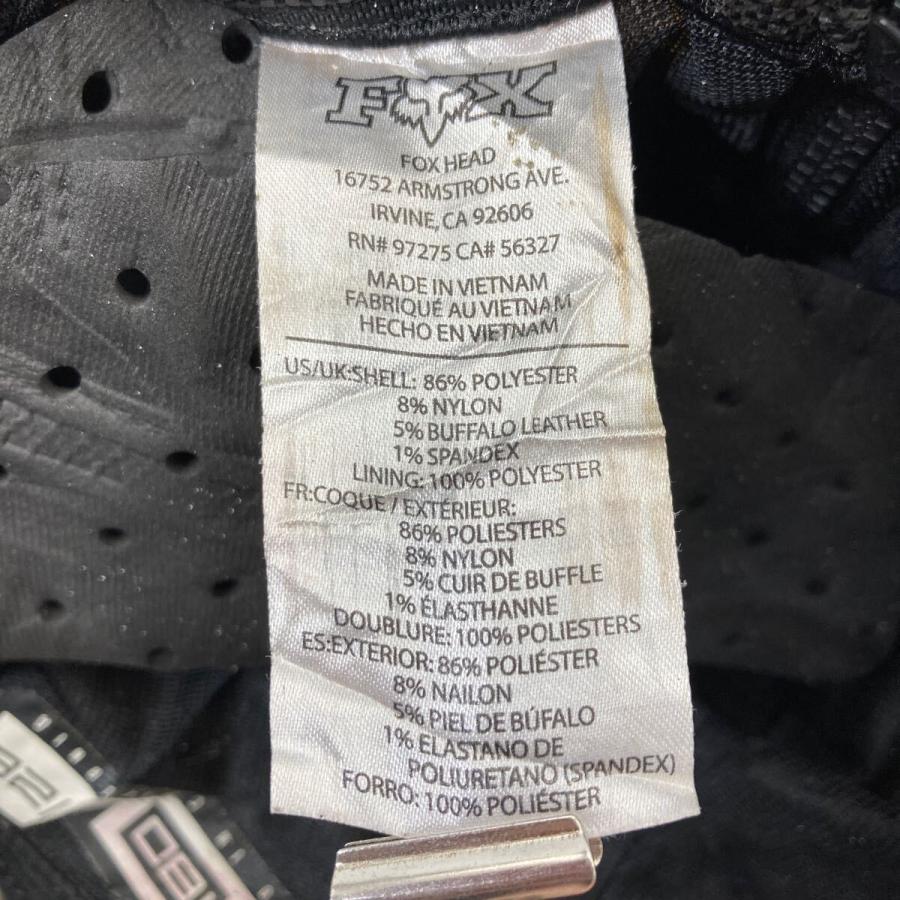 FOX
FOX HEAD
16752 ARMSTRONG AVE.
IRVINE, CA 92606
RN# 97275 CA# 56327
MADE IN VIETNAM
FABRIQUÉ AU VIETNAM
HECHO EN VIETNAM
US/UK:SHELL: 86% POLYESTER
8% NYLON
5% BUFFALO LEATHER
1% SPANDEX
LINING: 100% POLYESTER
FR:COQUE / EXTÉRIEUR:
86% POLIESTERS
8% NYLON
5% CUIR DE BUFFLE
1% ÉLASTHANNE
DOUBLURE: 100% POLIESTERS
ES:EXTERIOR: 86% POLIÉSTER
8% NAILON
5% PIEL DE BÚFALO
1% ELASTANO DE
POLIURETANO (SPANDEX)
FORRO: 100% POLIÉSTER